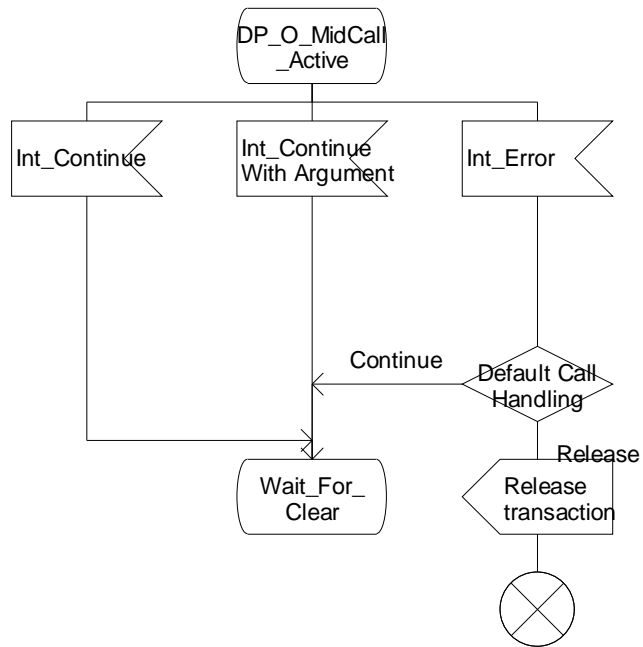 DP_O_MidCall
_Active
Int_Continue
Int_Continue
With Argument
Int_Error
Continue
Default Call
Handling
Release
Wait_For_
Clear
Release
transaction